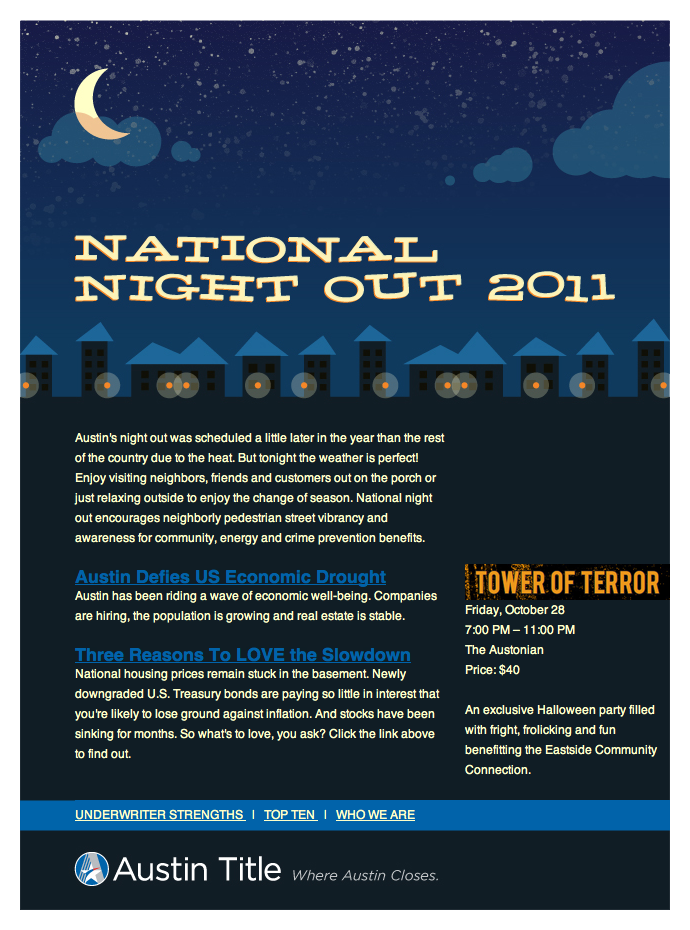 NATIONAL
NIGHT OUT 2011
Austin's night out was scheduled a little later in the year than the rest
of the country due to the heat. But tonight the weather is perfect!
Enjoy visiting neighbors, friends and customers out on the porch or
just relaxing outside to enjoy the change of season. National night
out encourages neighborly pedestrian street vibrancy and
awareness for community, energy and crime prevention benefits.
Austin Defies US Economic Drought
Austin has been riding a wave of economic well-being. Companies
are hiring, the population is growing and real estate is stable.
Three Reasons To LOVE the Slowdown
National housing prices remain stuck in the basement. Newly
downgraded U.S. Treasury bonds are paying so little in interest that
you're likely to lose ground against inflation. And stocks have been
sinking for months. So what's to love, you ask? Click the link above
to find out.
TOWER OF TERROR
Friday, October 28
7:00 PM – 11:00 PM
The Austonian
Price: $40
An exclusive Halloween party filled
with fright, frolicking and fun
benefitting the Eastside Community
Connection.
UNDERWRITER STRENGTHS | TOP TEN | WHO WE ARE
Austin Title Where Austin Closes.